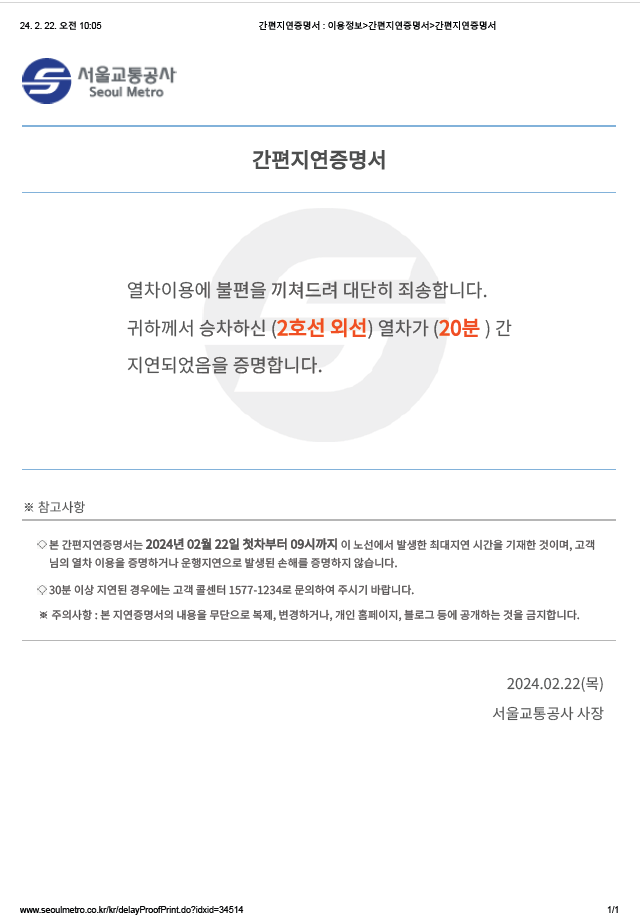 24. 2. 22. 오전 10:05
간편지연증명서 : 이용정보>간편지연증명서>간편지연증명서
서울교통공사
Seoul Metro
간편지연증명서
열차이용에 불편을 끼쳐드려 대단히 죄송합니다.
귀하께서 승차하신 (2호선 외선) 열차가 (20분 ) 간
지연되었음을 증명합니다.
※ 참고사항
◇ 본 간편지연증명서는 2024년 02월 22일 첫차부터 09시까지 이 노선에서 발생한 최대지연 시간을 기재한 것이며, 고객
님의 열차 이용을 증명하거나 운행지연으로 발생된 손해를 증명하지 않습니다.
◇ 30분 이상 지연된 경우에는 고객 콜센터 1577-1234로 문의하여 주시기 바랍니다.
※ 주의사항 : 본 지연증명서의 내용을 무단으로 복제, 변경하거나, 개인 홈페이지, 블로그 등에 공개하는 것을 금지합니다.
2024.02.22(목)
서울교통공사 사장
www.seoulmetro.co.kr/kr/delayProofPrint.do?idxid=34514
1/1